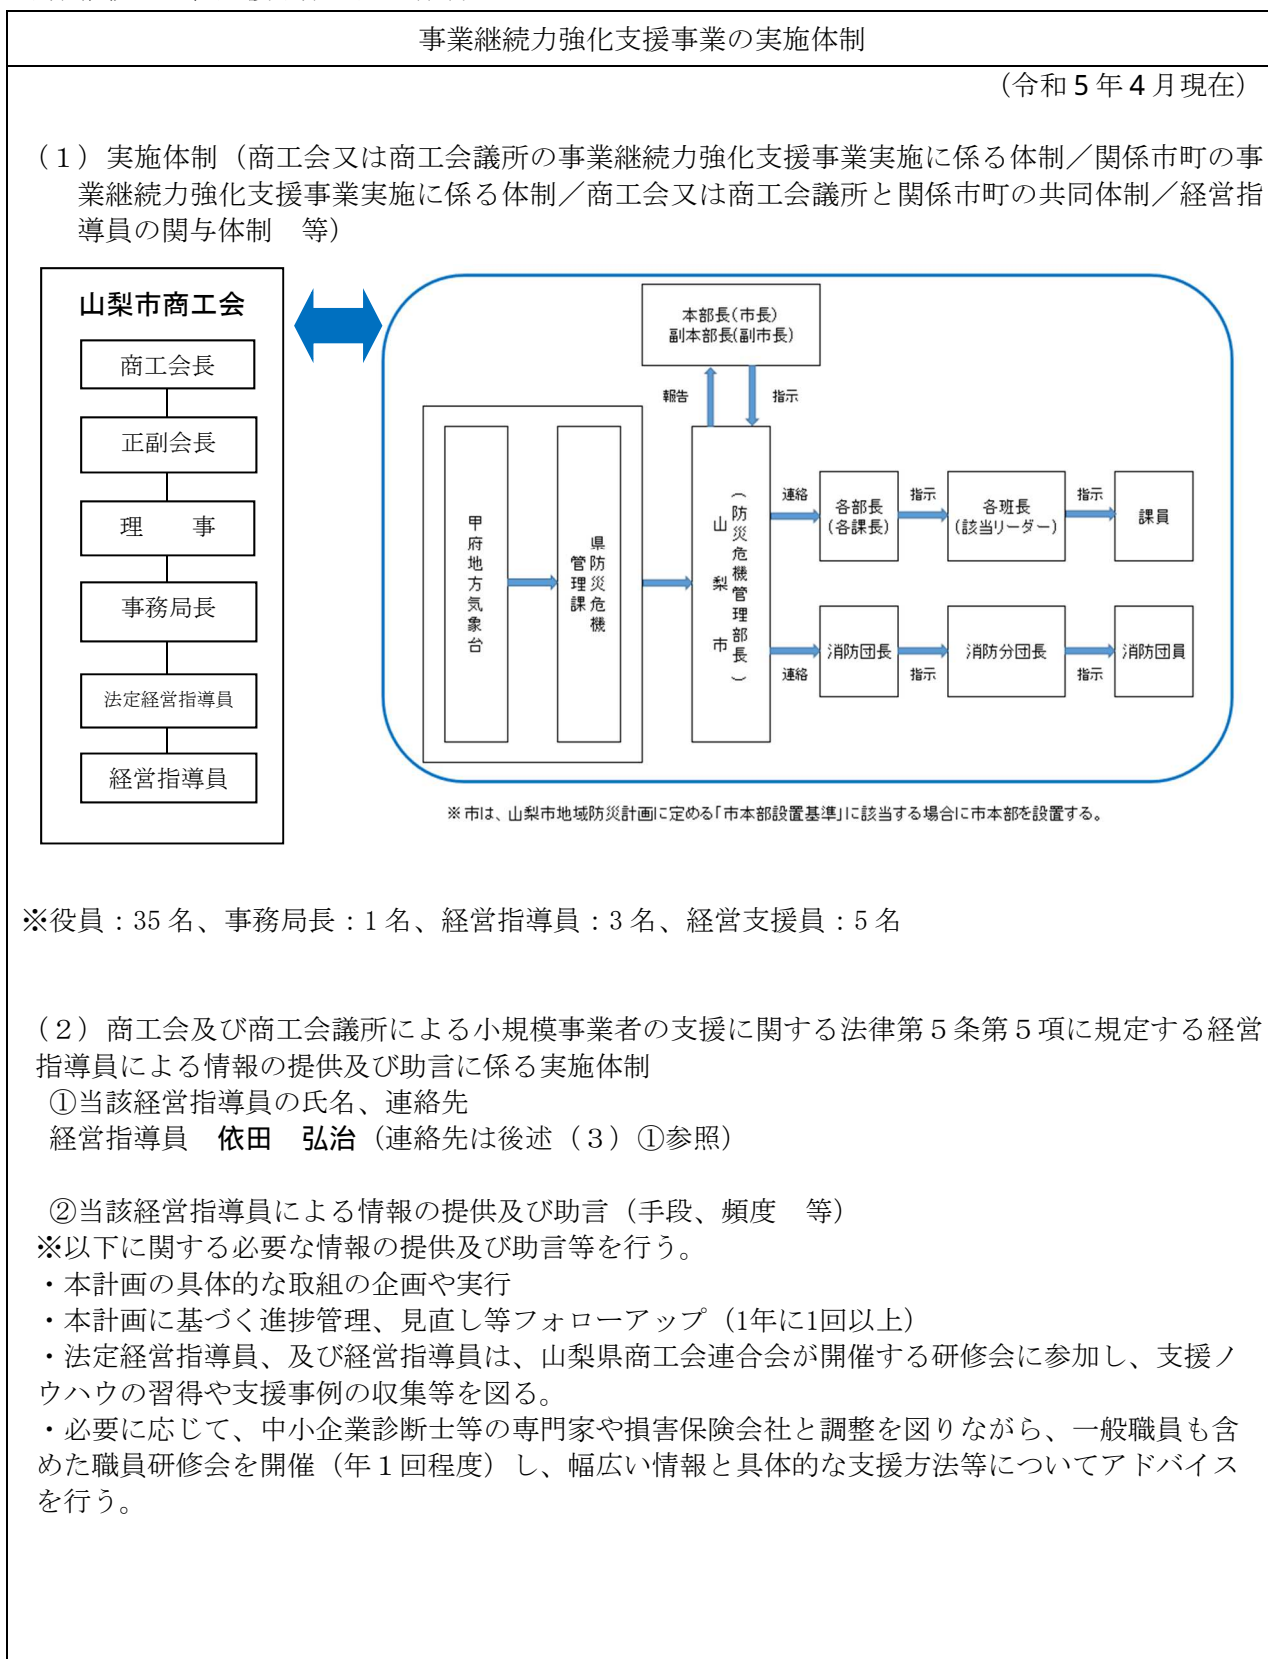 事業継続力強化支援事業の実施体制
（令和５年４月現在）
（１）実施体制（商工会又は商工会議所の事業継続力強化支援事業実施に係る体制／関係市町の事
業継続力強化支援事業実施に係る体制／商工会又は商工会議所と関係市町の共同体制／経営指
導員の関与体制　等）
山梨市商工会
商工会長
正副会長
理　　事
事務局長
法定経営指導員
経営指導員
本部長(市長)
副本部長(副市長)
報告
指示
甲府地方気象台
県防災危機
管理課
山梨市
（防災危機管理部長）
連絡
各部長
(各課長)
指示
各班長
(該当リーダー)
指示
課員
連絡
消防団長
指示
消防分団長
指示
消防団員
※市は、山梨市地域防災計画に定める「市本部設置基準」に該当する場合に市本部を設置する。
※役員：35名、事務局長：1名、経営指導員：3名、経営支援員：5名
（２）商工会及び商工会議所による小規模事業者の支援に関する法律第５条第５項に規定する経営
指導員による情報の提供及び助言に係る実施体制
①当該経営指導員の氏名、連絡先
経営指導員　依田　弘治（連絡先は後述（３）①参照）
②当該経営指導員による情報の提供及び助言（手段、頻度　等）
※以下に関する必要な情報の提供及び助言等を行う。
・本計画の具体的な取組の企画や実行
・本計画に基づく進捗管理、見直し等フォローアップ（1年に1回以上）
・法定経営指導員、及び経営指導員は、山梨県商工会連合会が開催する研修会に参加し、支援ノ
ウハウの習得や支援事例の収集等を図る。
・必要に応じて、中小企業診断士等の専門家や損害保険会社と調整を図りながら、一般職員も含
めた職員研修会を開催（年１回程度）し、幅広い情報と具体的な支援方法等についてアドバイス
を行う。